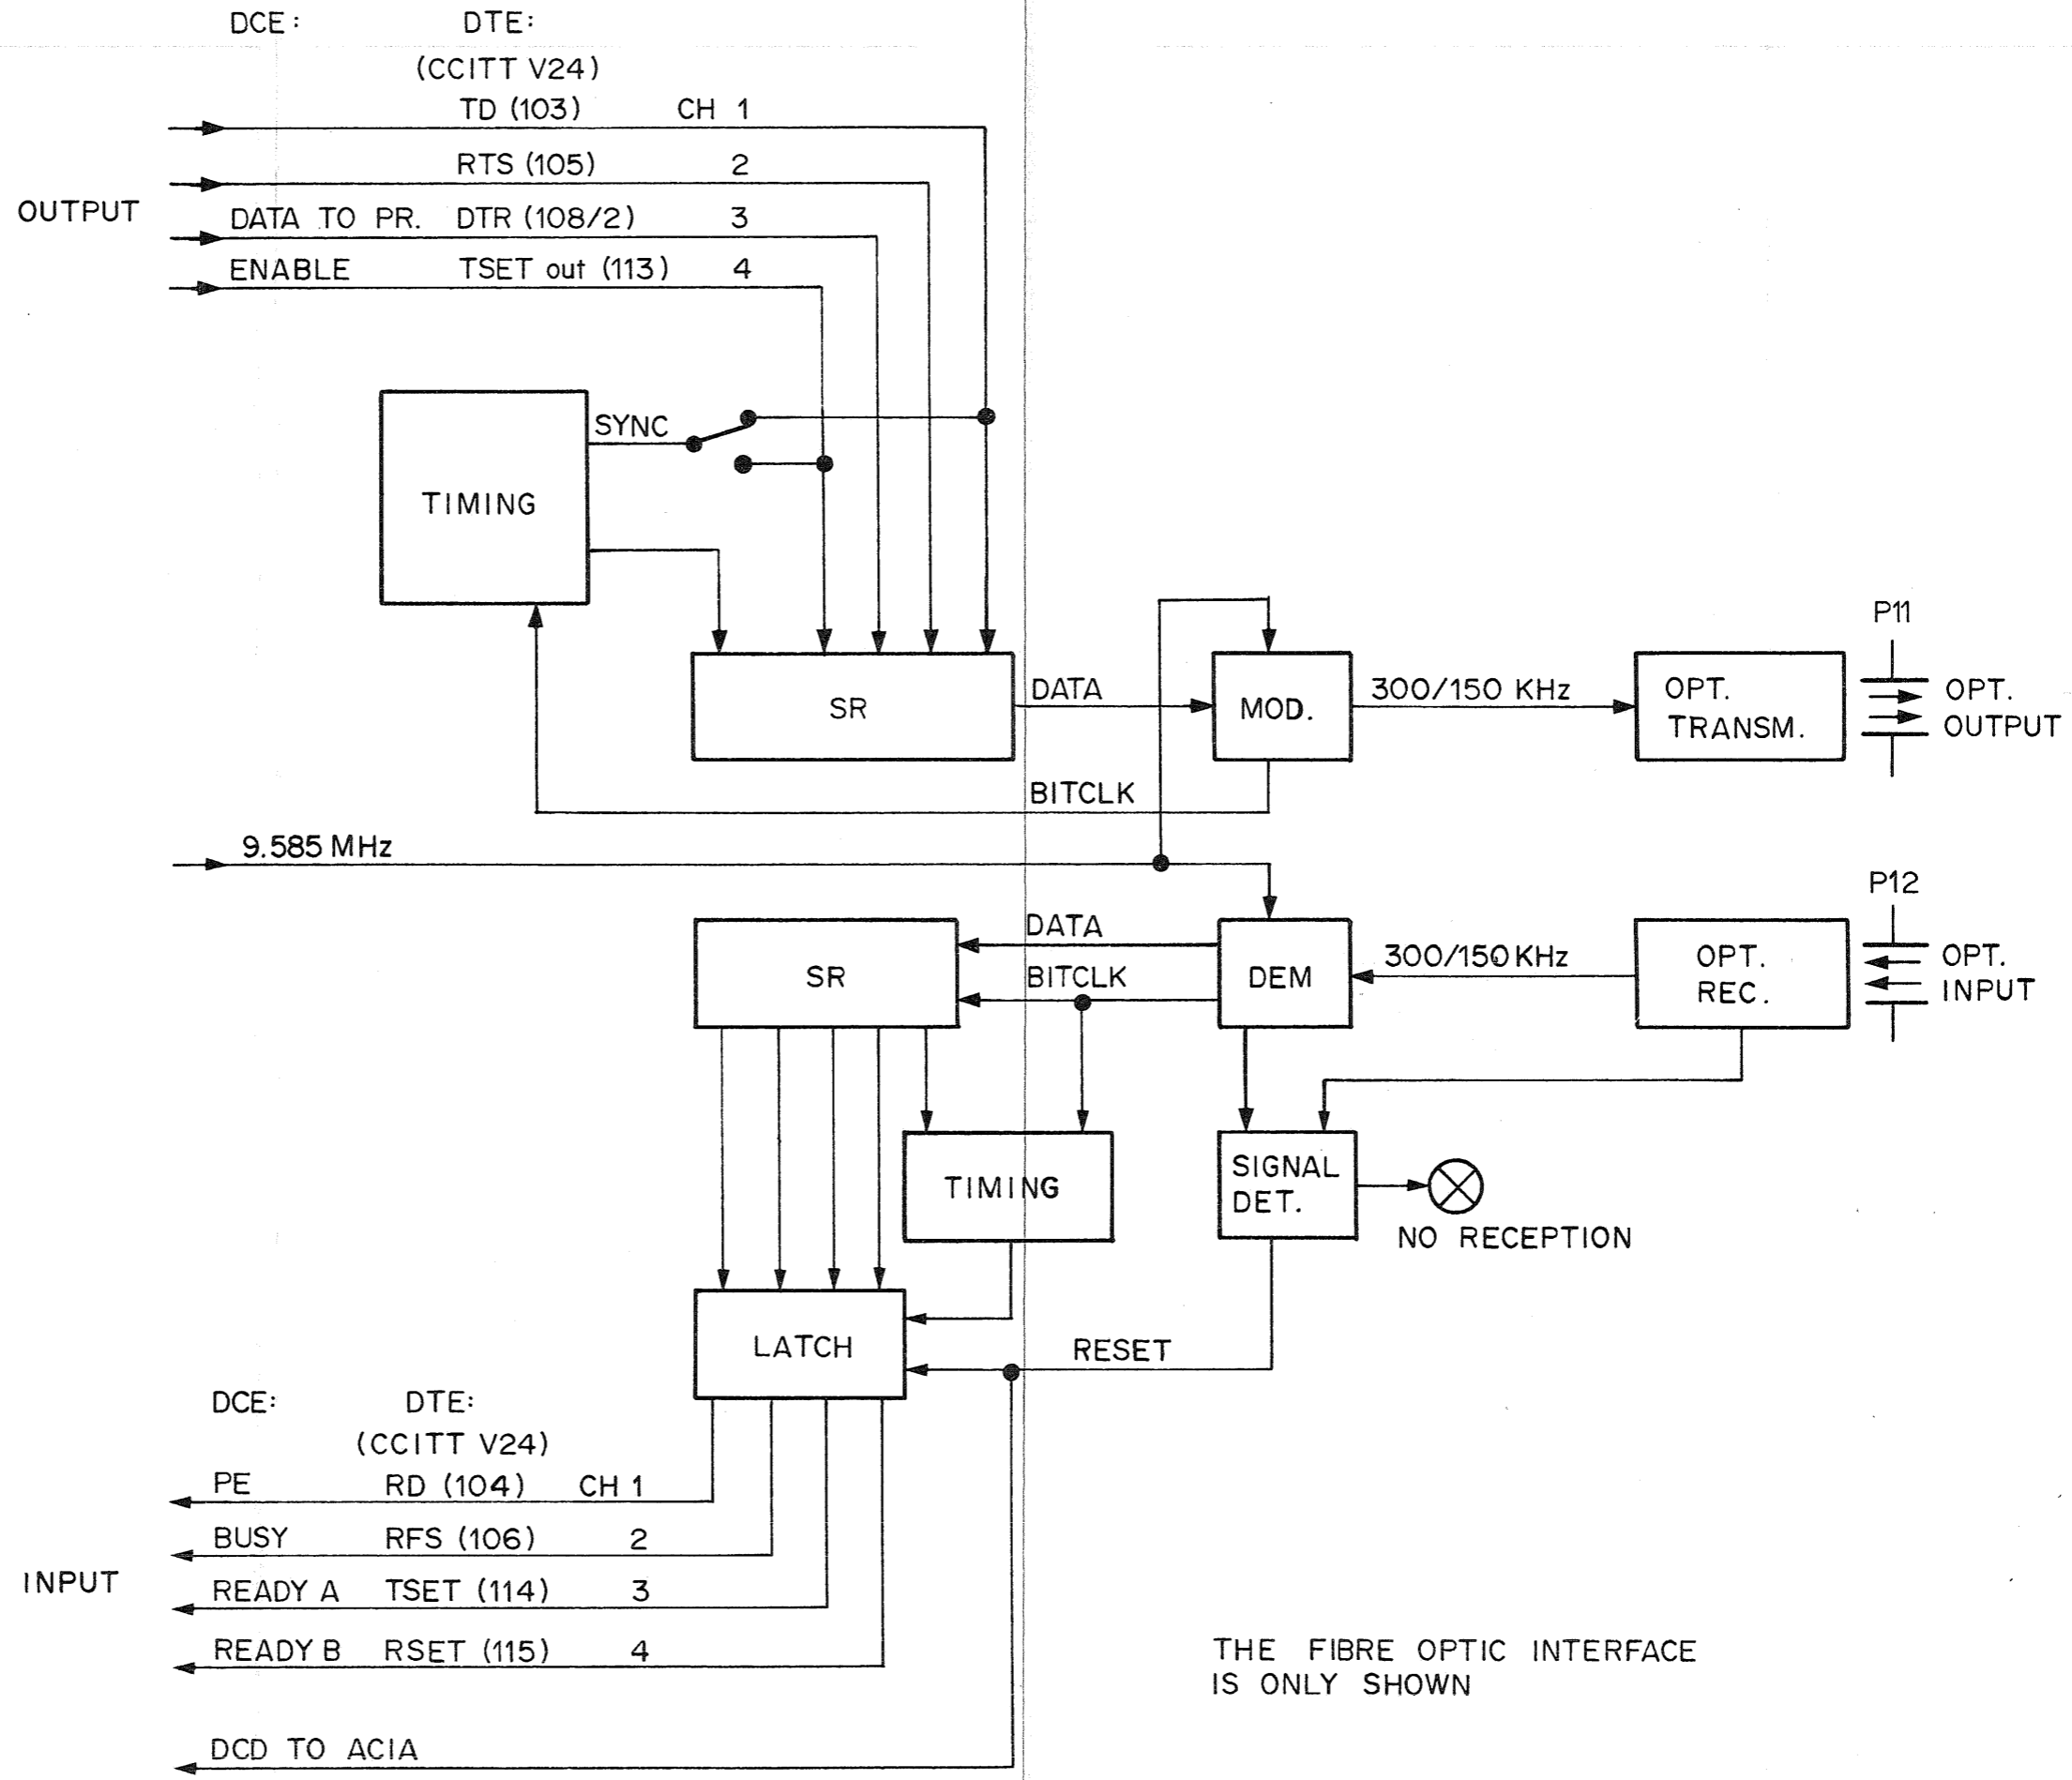 DCE: DTE:
(CCITT V24)
TD (103) CH 1
RTS (105) 2
OUTPUT
DATA TO PR. DTR (108/2) 3
ENABLE TSET out (113) 4
SYNC
TIMING
P11
SR
DATA
MOD.
300/150 KHz
OPT.
TRANSM.
OPT.
OUTPUT
BITCLK
9.585 MHz
P12
SR
DATA
BITCLK
DEM
300/150 KHz
OPT.
REC.
OPT.
INPUT
TIMING
SIGNAL
DET.
NO RECEPTION
LATCH
RESET
DCE: DTE:
(CCITT V24)
PE RD (104) CH 1
BUSY RFS (106) 2
INPUT
READY A TSET (114) 3
READY B RSET (115) 4
THE FIBRE OPTIC INTERFACE
IS ONLY SHOWN
DCD TO ACIA